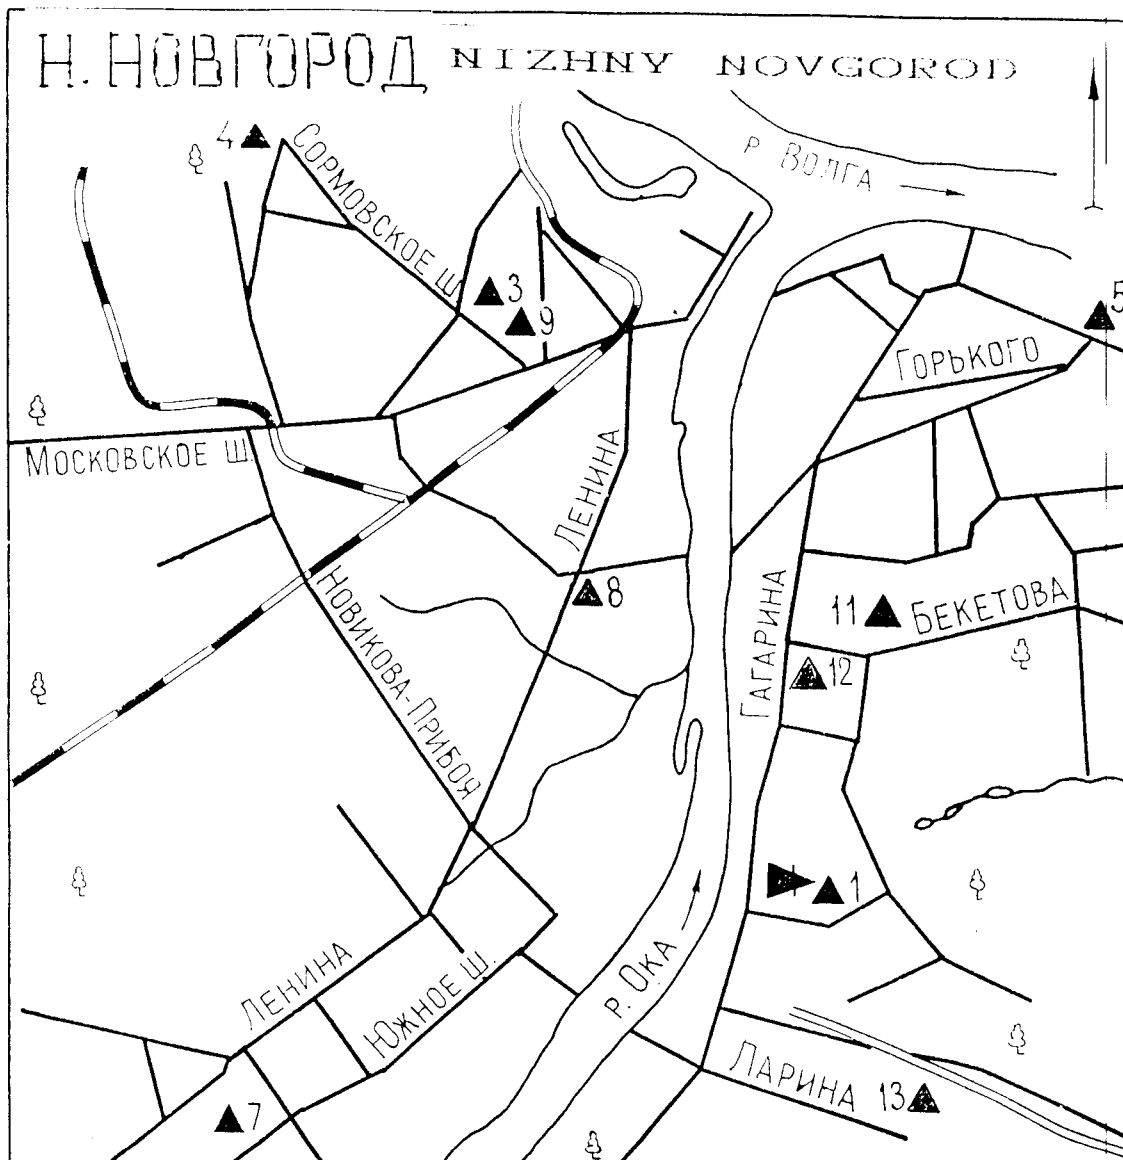 Н. НОВГОРОД NIZHNY NOVGOROD
4
СОРМОВСКОЕ Ш.
р. ВОЛГА
3
9
5
ГОРЬКОГО
МОСКОВСКОЕ Ш.
ЛЕНИНА
НОВИКОВА-ПРИБОЯ
8
ГАГАРИНА
11
БЕКЕТОВА
12
1
р. ОКА
ЛЕНИНА
ЮЖНОЕ Ш.
7
ЛАРИНА
13